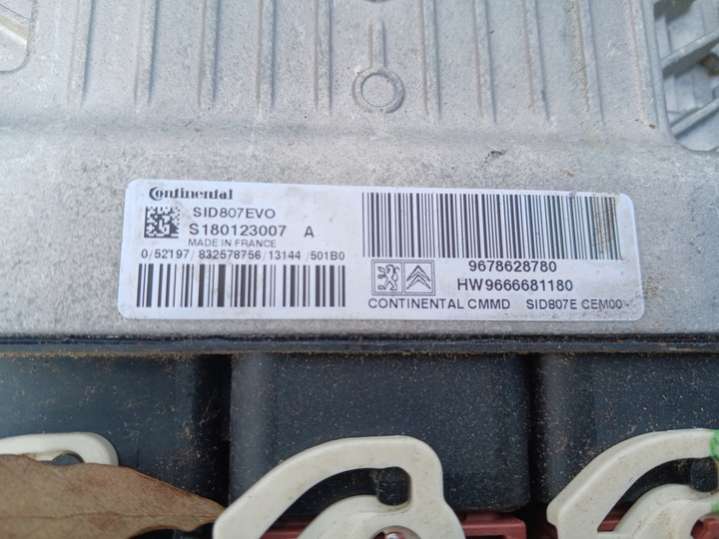 Continental
SID807EVO
S180123007 A
MADE IN FRANCE
0/52197/832578756/13144/501B0
9678628780
HW9666681180
CONTINENTAL CMMD SID807E CEM00